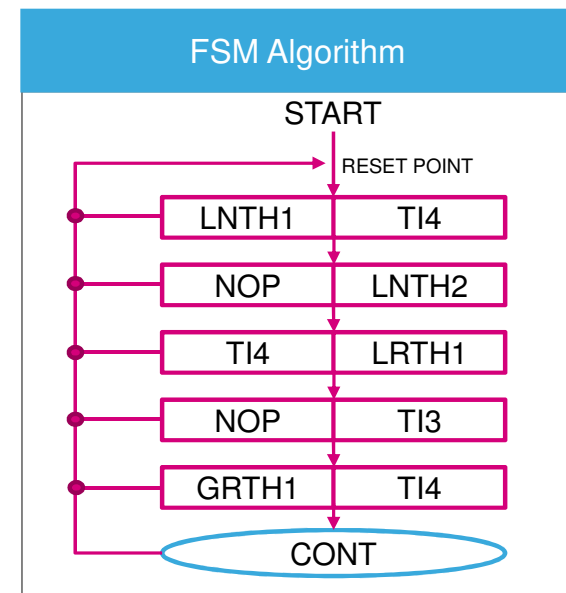 FSM Algorithm
START
RESET POINT
LNTH1 TI4
NOP LNTH2
TI4 LRTH1
NOP TI3
GRTH1 TI4
CONT